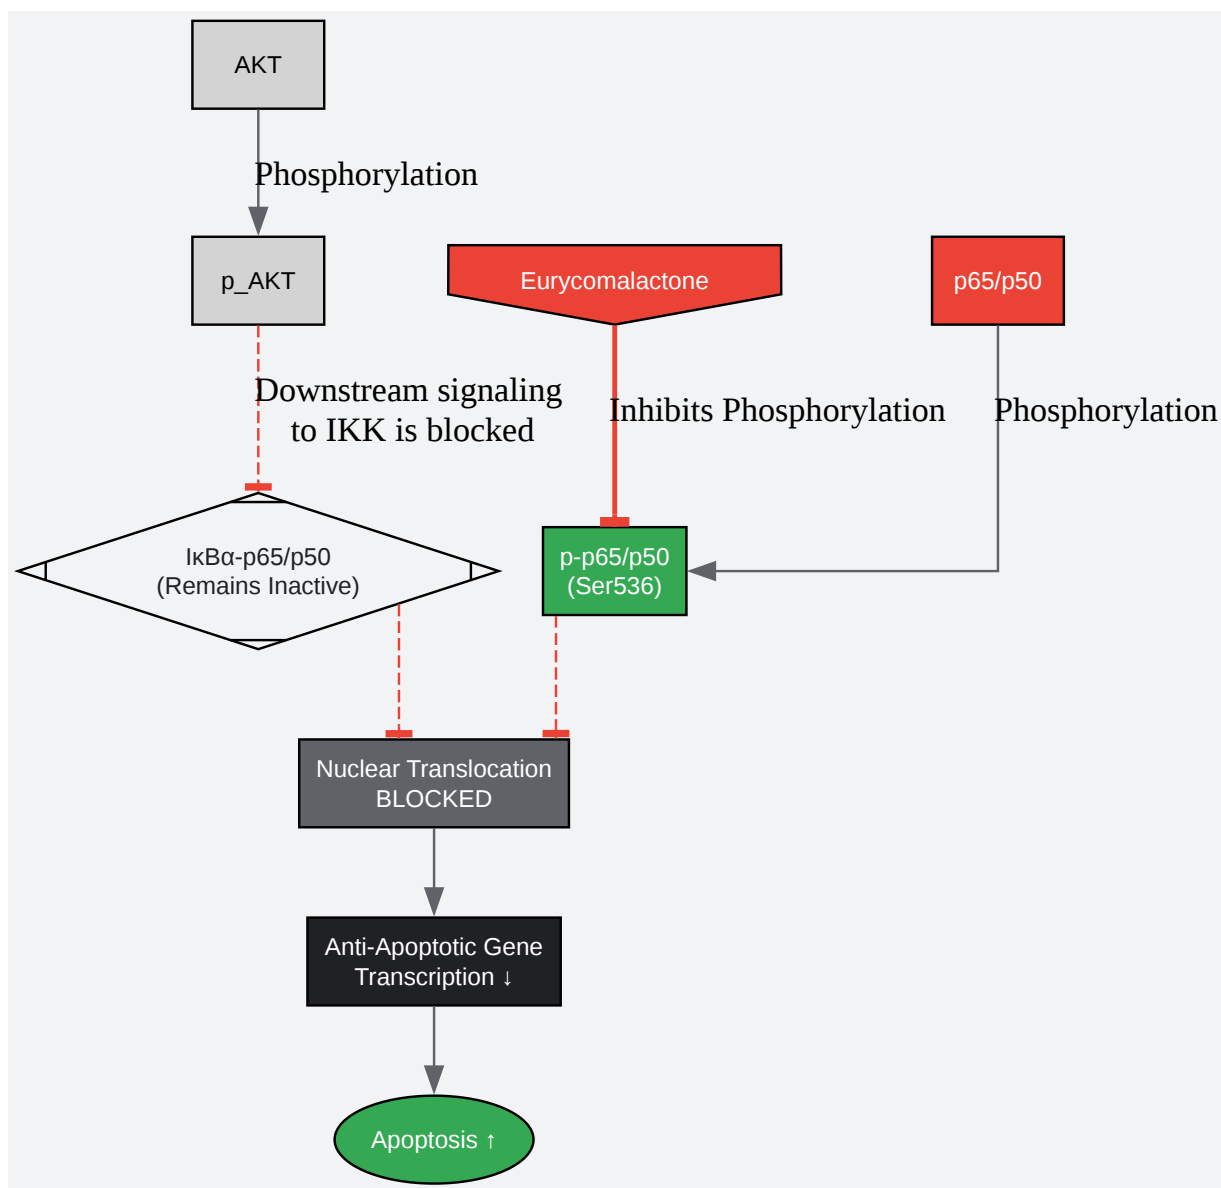 AKT
Phosphorylation
p_AKT
Eurycomalactone
p65/p50
Downstream signaling
to IKK is blocked
Inhibits Phosphorylation
Phosphorylation
IκBα-p65/p50
(Remains Inactive)
p-p65/p50
(Ser536)
Nuclear Translocation
BLOCKED
Anti-Apoptotic Gene
Transcription ↓
Apoptosis ↑